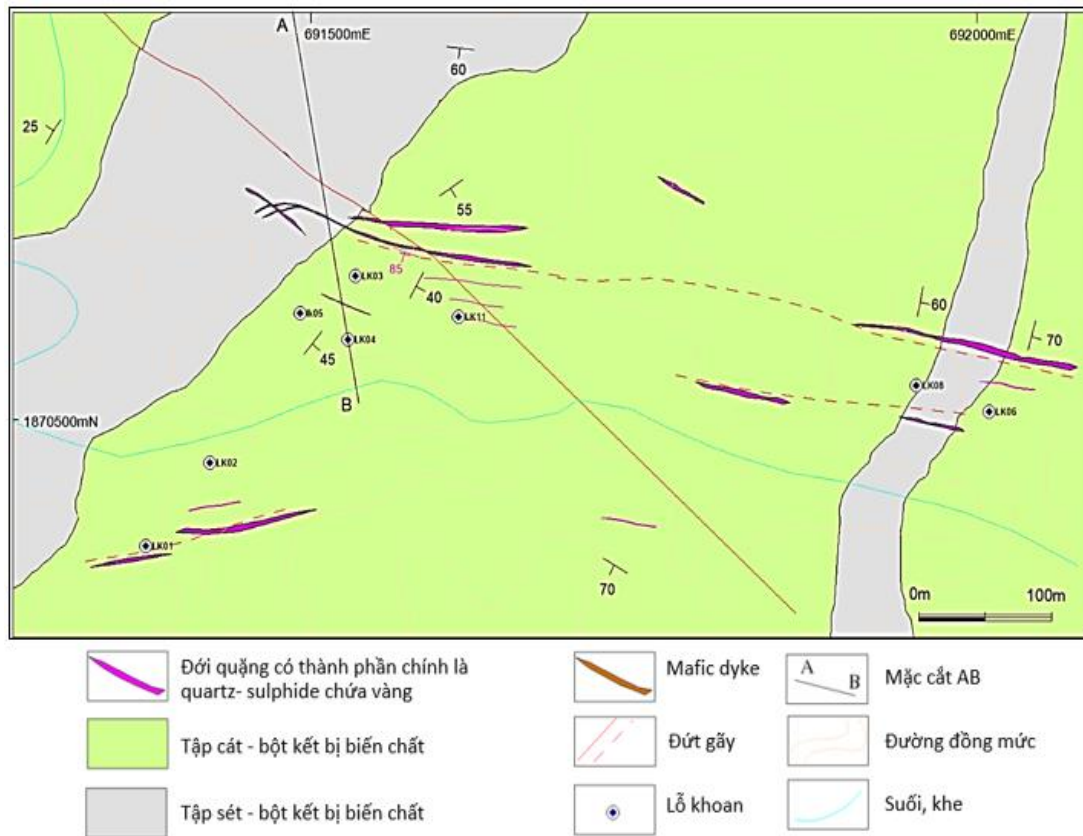 A
691500mE
692000mE
60
25
55
85
LK03
40
60
LK05
LK11
LK04
45
70
B
LK08
1870500mN
LK06
LK02
LK01
70
0m 100m
Đới quặng có thành phần chính là
quartz- sulphide chứa vàng
Mafic dyke
A B
Mặc cắt AB
Tập cát - bột kết bị biến chất
Đứt gãy
Đường đồng mức
Tập sét - bột kết bị biến chất
Lỗ khoan
Suối, khe